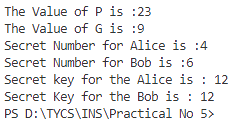 The Value of P is :23
The Value of G is :9
Secret Number for Alice is :4
Secret Number for Bob is :6
Secret key for the Alice is : 12
Secret Key for the Bob is : 12
PS D:\TYCS\INS\Practical No 5>